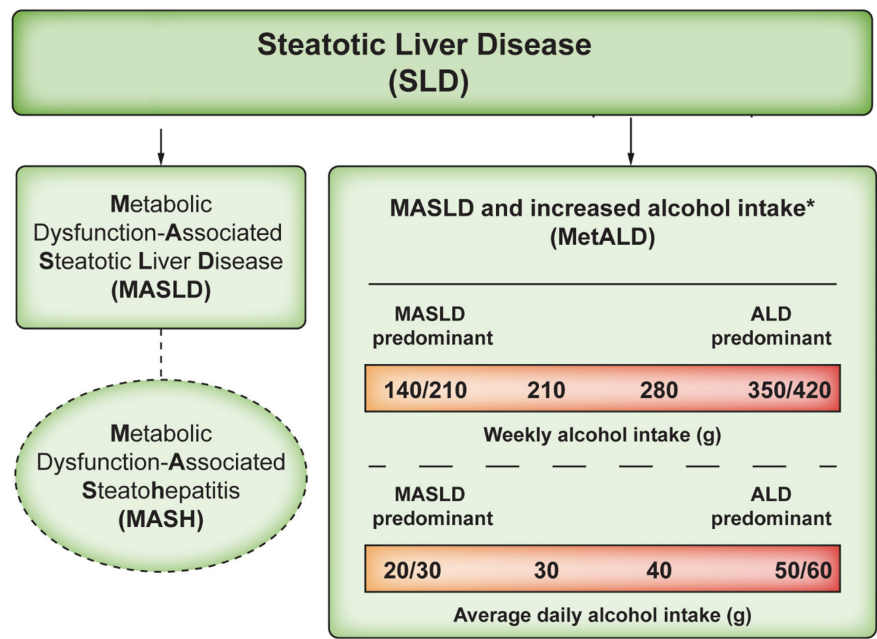 Steatotic Liver Disease
(SLD)
Metabolic
Dysfunction-Associated
Steatotic Liver Disease
(MASLD)
Metabolic
Dysfunction-Associated
Steatohepatitis
(MASH)
MASLD and increased alcohol intake*
(MetALD)
MASLD predominant
ALD predominant
140/210 210 280 350/420
Weekly alcohol intake (g)
MASLD predominant
ALD predominant
20/30 30 40 50/60
Average daily alcohol intake (g)